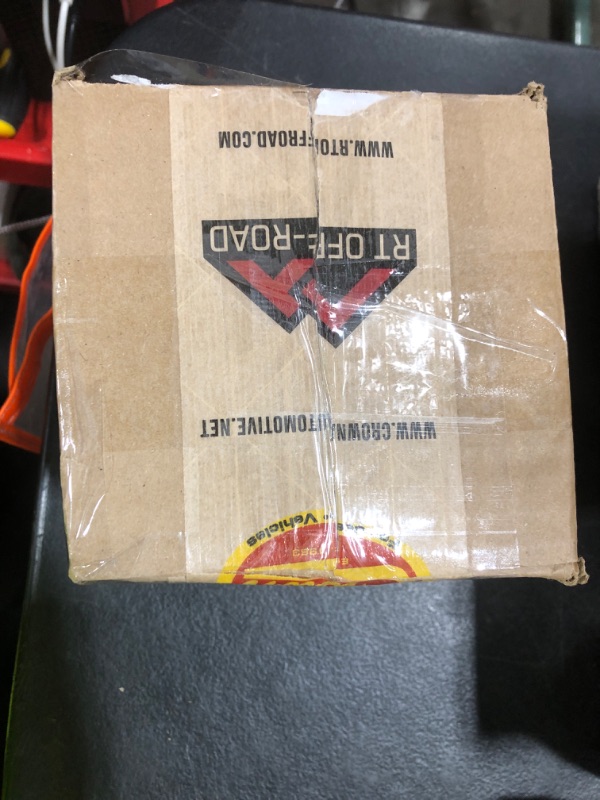 Vehicles
WWW.CROWNAUTOMOTIVE.NET
RT OFF-ROAD
WWW.RTOFFROAD.COM